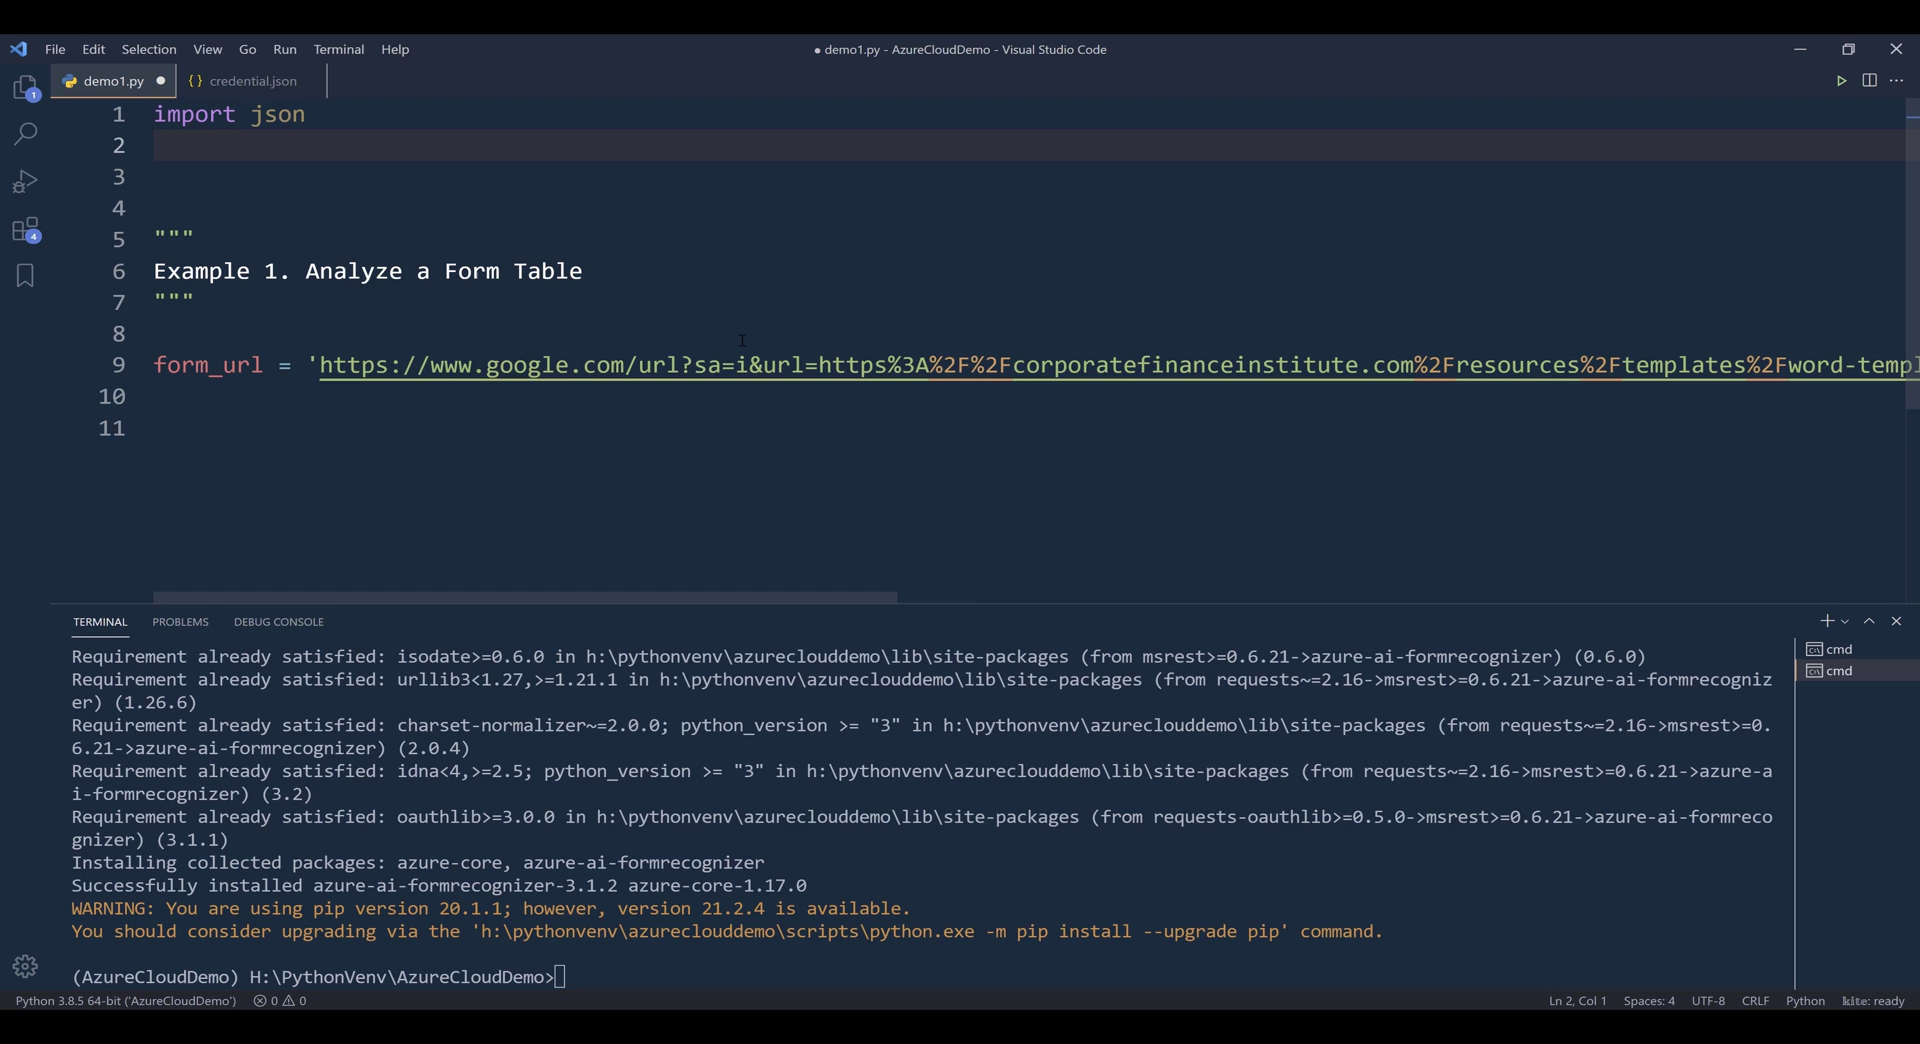 File Edit Selection View Go Run Terminal Help
● demo1.py - AzureCloudDemo - Visual Studio Code
demo1.py ●
{ } credential.json
1 import json
2
3
4
5 """
6 Example 1. Analyze a Form Table
7 """
8
9 form_url = 'https://www.google.com/url?sa=i&url=https%3A%2F%2Fcorporatefinanceinstitute.com%2Fresources%2Ftemplates%2Fword-templ
10
11
1
4
TERMINAL PROBLEMS DEBUG CONSOLE
Requirement already satisfied: isodate>=0.6.0 in h:\pythonvenv\azureclouddemo\lib\site-packages (from msrest>=0.6.21->azure-ai-formrecognizer) (0.6.0)
Requirement already satisfied: urllib3<1.27,>=1.21.1 in h:\pythonvenv\azureclouddemo\lib\site-packages (from requests~=2.16->msrest>=0.6.21->azure-ai-formrecogniz
er) (1.26.6)
Requirement already satisfied: charset-normalizer~=2.0.0; python_version >= "3" in h:\pythonvenv\azureclouddemo\lib\site-packages (from requests~=2.16->msrest>=0.
6.21->azure-ai-formrecognizer) (2.0.4)
Requirement already satisfied: idna<4,>=2.5; python_version >= "3" in h:\pythonvenv\azureclouddemo\lib\site-packages (from requests~=2.16->msrest>=0.6.21->azure-a
i-formrecognizer) (3.2)
Requirement already satisfied: oauthlib>=3.0.0 in h:\pythonvenv\azureclouddemo\lib\site-packages (from requests-oauthlib>=0.5.0->msrest>=0.6.21->azure-ai-formreco
gnizer) (3.1.1)
Installing collected packages: azure-core, azure-ai-formrecognizer
Successfully installed azure-ai-formrecognizer-3.1.2 azure-core-1.17.0
WARNING: You are using pip version 20.1.1; however, version 21.2.4 is available.
You should consider upgrading via the 'h:\pythonvenv\azureclouddemo\scripts\python.exe -m pip install --upgrade pip' command.
(AzureCloudDemo) H:\PythonVenv\AzureCloudDemo>
cmd
cmd
Python 3.8.5 64-bit ('AzureCloudDemo') 0 0
Ln 2, Col 1 Spaces: 4 UTF-8 CRLF Python kite: ready